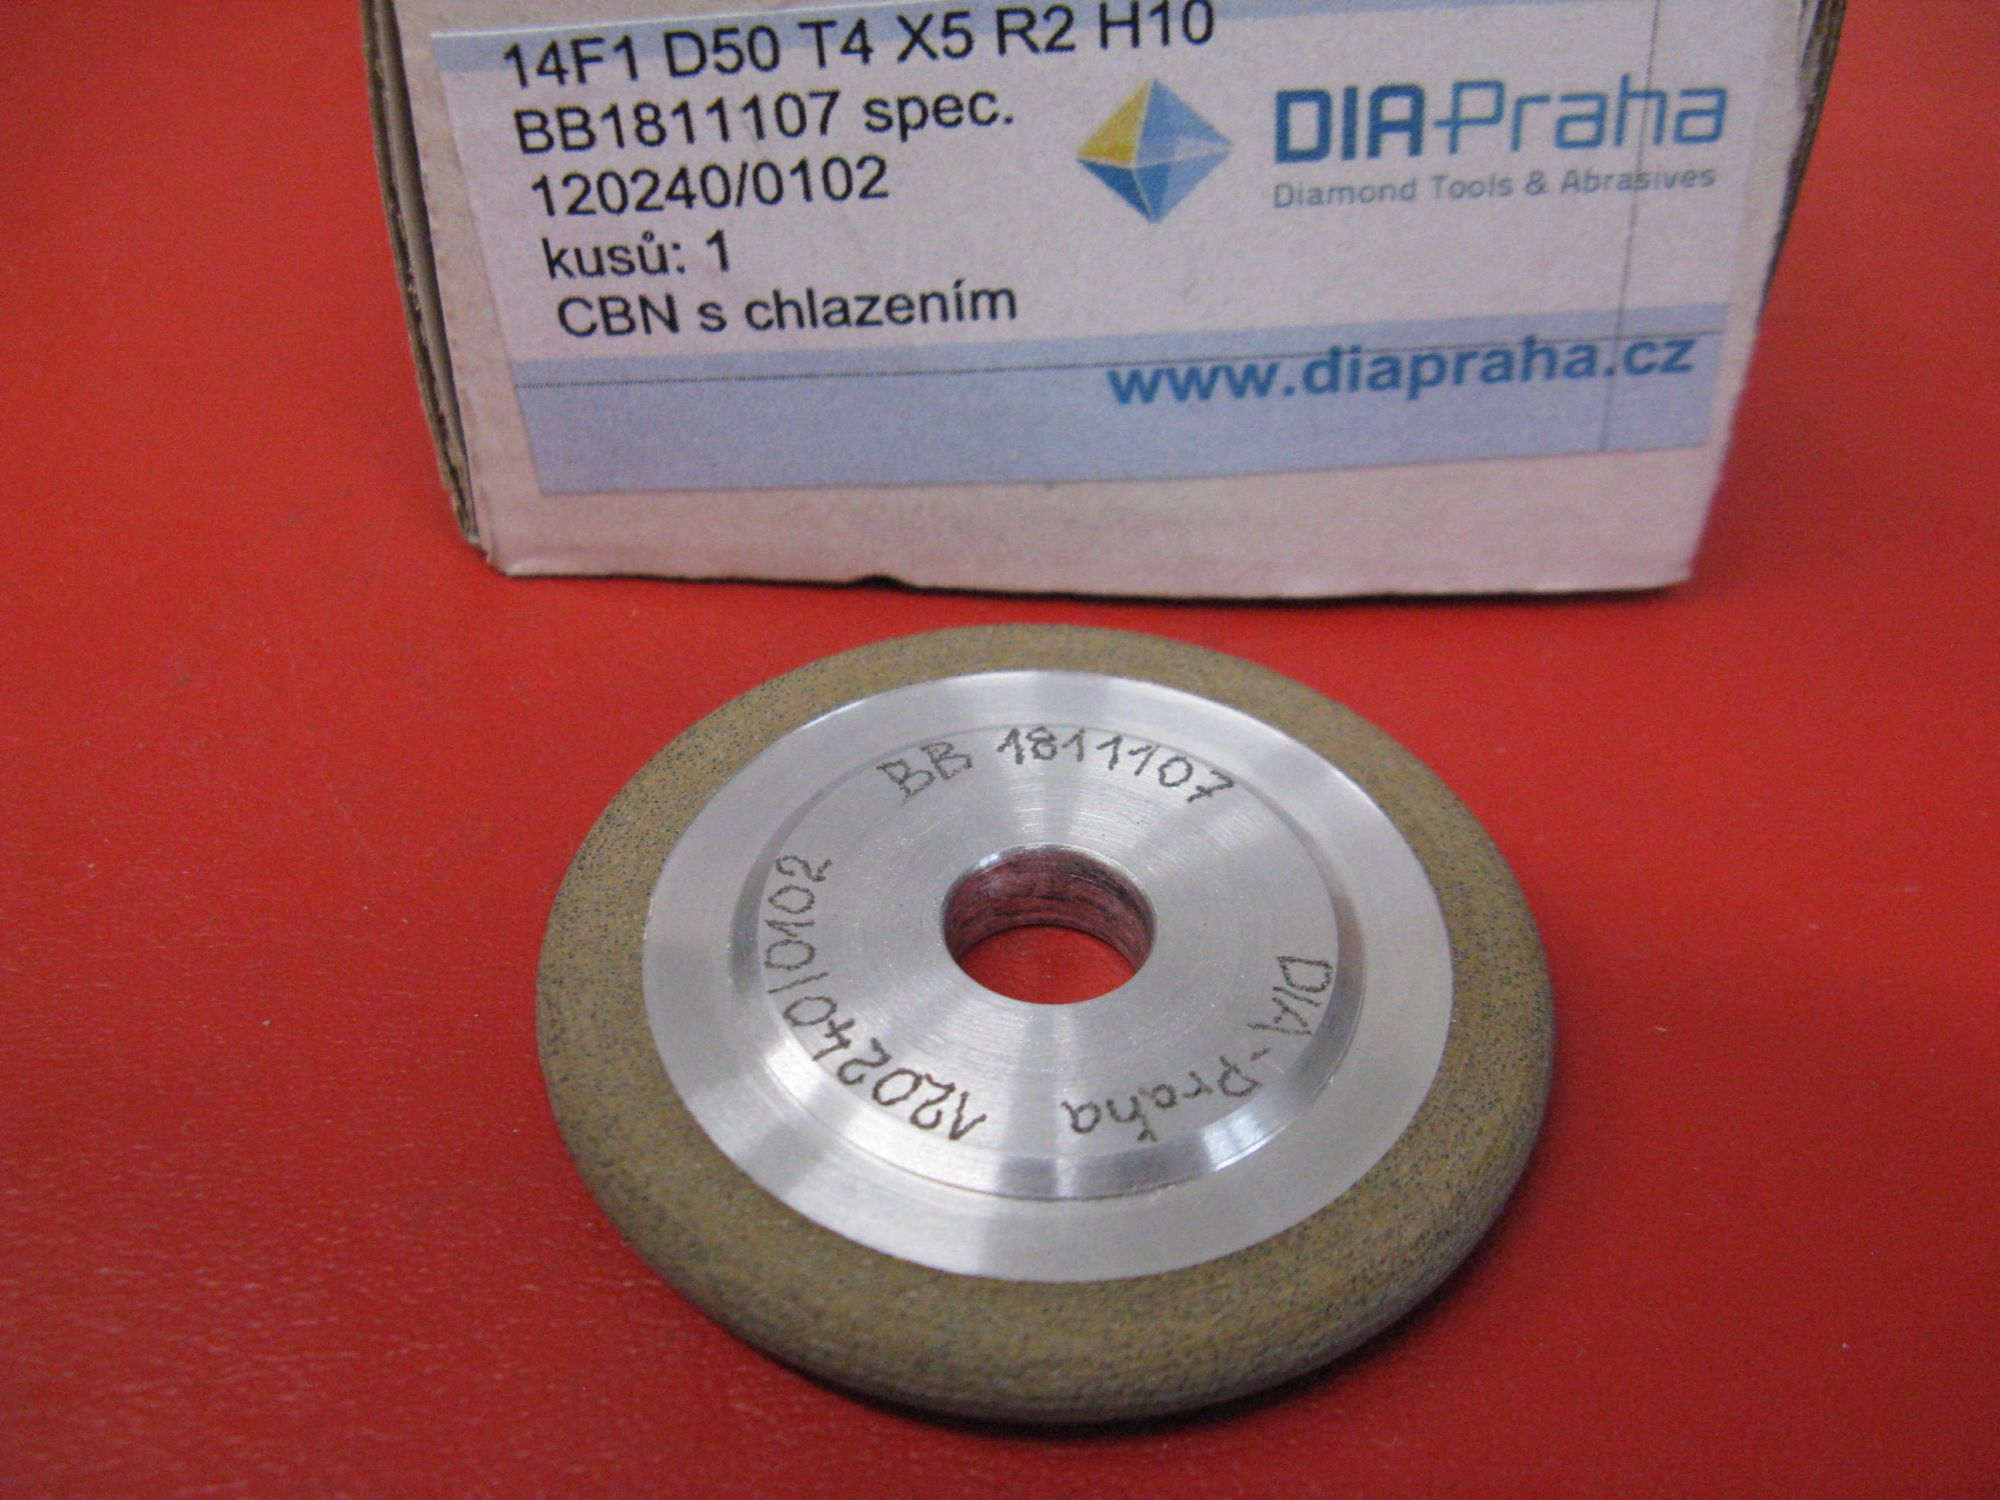 14F1 D50 T4 X5 R2 H10
BB1811107 spec.
120240/0102
kusů: 1
CBN s chlazením
DIA-Praha
Diamond Tools & Abrasives
www.diapraha.cz
BB 1811107
120240/0102
DIA-Praha